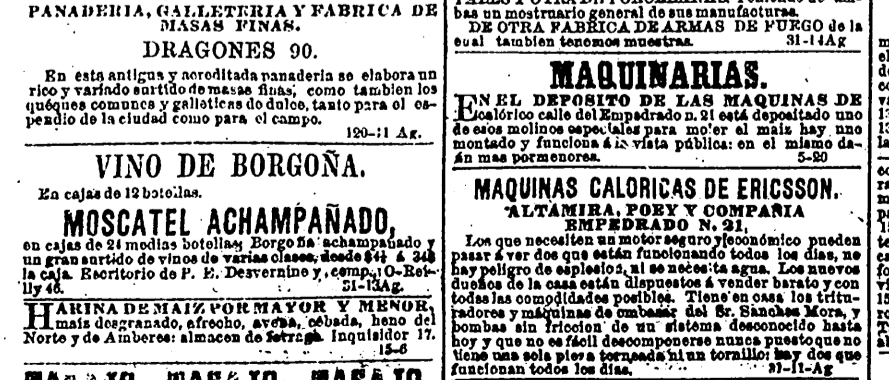 PANADERIA, GALLETERIA Y FABRICA DE
MASAS FINAS.
DRAGONES 90.
En esta antigua y acreditada panaderia se elabora un
rico y variado surtido de masas finas, como tambien los
quéques comunes y galleticas de dulce, tanto para el es-
pendio de la ciudad como para el campo.
120-11 Ag.
VINO DE BORGOÑA.
En cajas de 12 botellas.
MOSCATEL ACHAMPAÑADO,
en cajas de 24 medias botellas Borgoña achampañado y
un gran surtido de vinos de varias clases, desde $4½ á
la caja. Escritorio de P. E. Desvernine y comp., O-Rei-
lly 46. 31-13Ag.
HARINA DE MAIZ POR MAYOR Y MENOR,
mais desgranado, afrecho, avena, cebada, heno del
Norte y de Amberes: almacen de forrage. Inquisidor 17.
15-6
bas un mostruario general de sus manufacturas.
DE OTRA FABRICA DE ARMAS DE FUEGO de la
cual tambien tenemos muestras. 31-14Ag
MAQUINARIAS.
EN EL DEPOSITO DE LAS MAQUINAS DE
calórico calle del Empedrado n. 21 está depositado uno
de esos molinos especiales para moler el maiz hay uno
montado y funciona á la vista pública: en el mismo da-
án mas pormenores. 5-20
MAQUINAS CALORICAS DE ERICSSON.
ALTAMIRA, POEY Y COMPAÑIA
EMPEDRADO N. 21,
Los que necesiten un motor seguro y económico pueden
pasar á ver dos que están funcionando todos los dias, no
hay peligro de esplosion, ni se necesita agua. Los nuevos
dueños de la casa están dispuestos á vender barato y con
todas las comodidades posibles. Tiene en casa los tritu-
radores y máquinas de embasar del Sr. Sanchez Mora, y
bombas sin friccion de un sistema desconocido hasta
hoy y que no es fácil descomponerse nunca puesto que no
tiene una sola pieza torneada ni un tornillo: hay dos que
funcionan todos los dias. 31-11-Ag